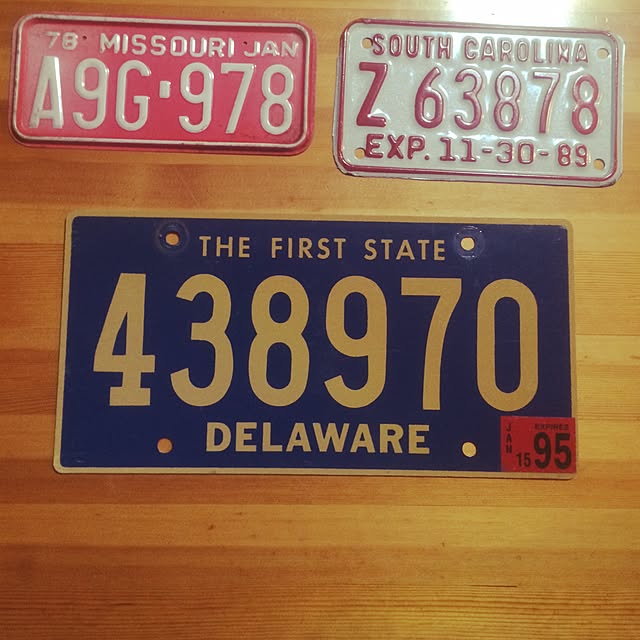 78 MISSOURI JAN
A9G·978
SOUTH CAROLINA
Z 63878
EXP. 11-30-89
THE FIRST STATE
438970
DELAWARE
JAN 15 EXPIRES 95